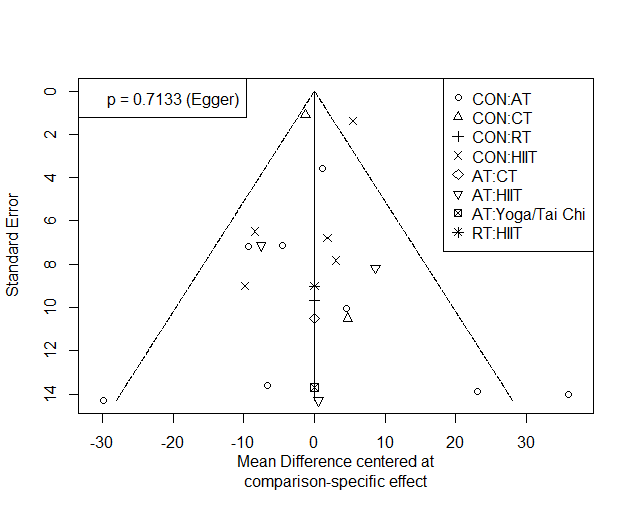 p = 0.7133 (Egger)
CON:AT
CON:CT
CON:RT
CON:HIIT
AT:CT
AT:HIIT
AT:Yoga/Tai Chi
RT:HIIT
Standard Error
0
2
4
6
8
10
12
14
-30 -20 -10 0 10 20 30
Mean Difference centered at
comparison-specific effect